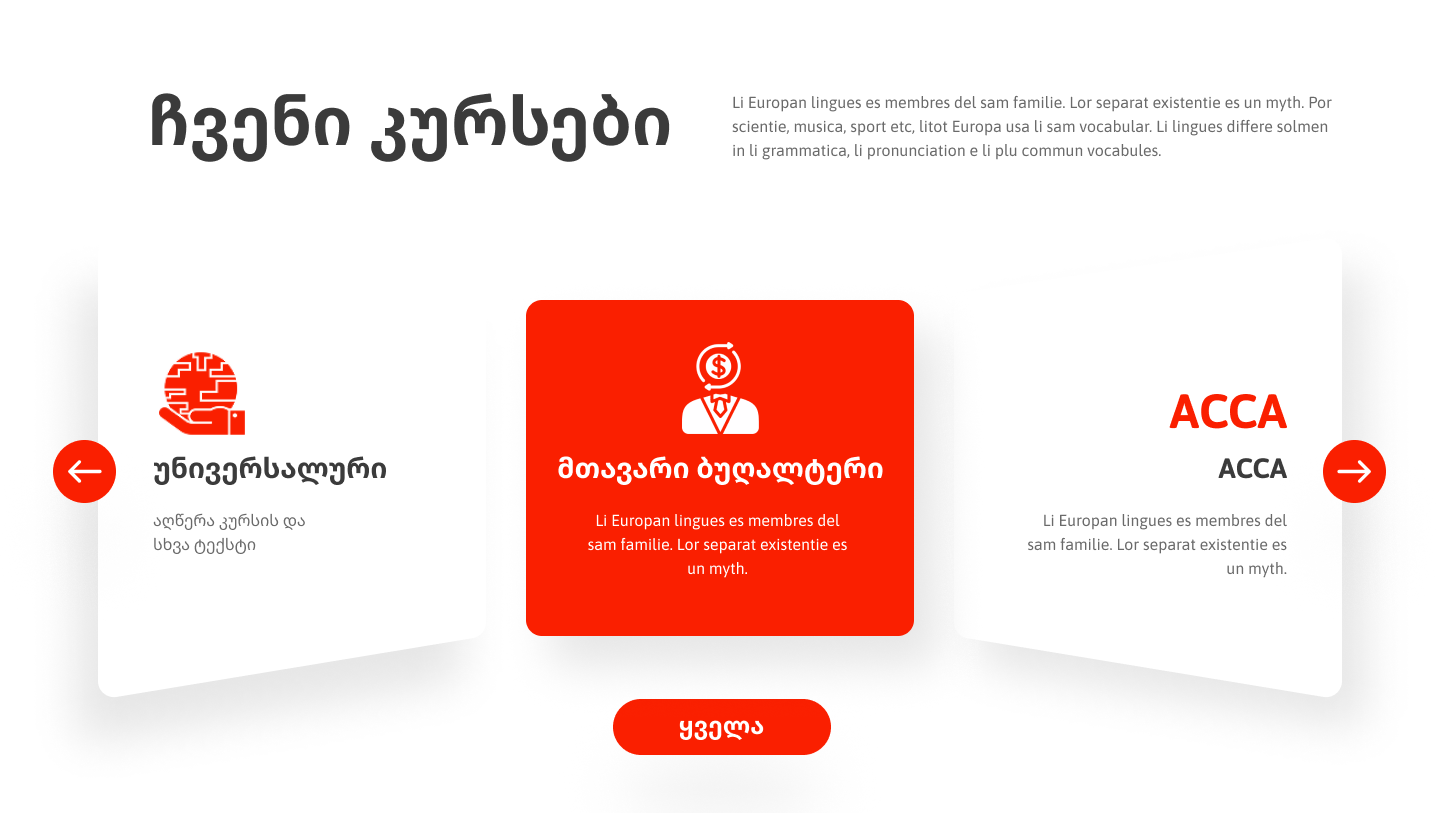 ჩვენი კურსები
Li Europan lingues es membres del sam familie. Lor separat existentie es un myth. Por
scientie, musica, sport etc, litot Europa usa li sam vocabular. Li lingues differe solmen
in li grammatica, li pronunciation e li plu commun vocabules.
უნივერსალური
აღწერა კურსის და
სხვა ტექსტი
$
მთავარი ბუღალტერი
Li Europan lingues es membres del
sam familie. Lor separat existentie es
un myth.
ACCA
ACCA
Li Europan lingues es membres del
sam familie. Lor separat existentie es
un myth.
ყველა